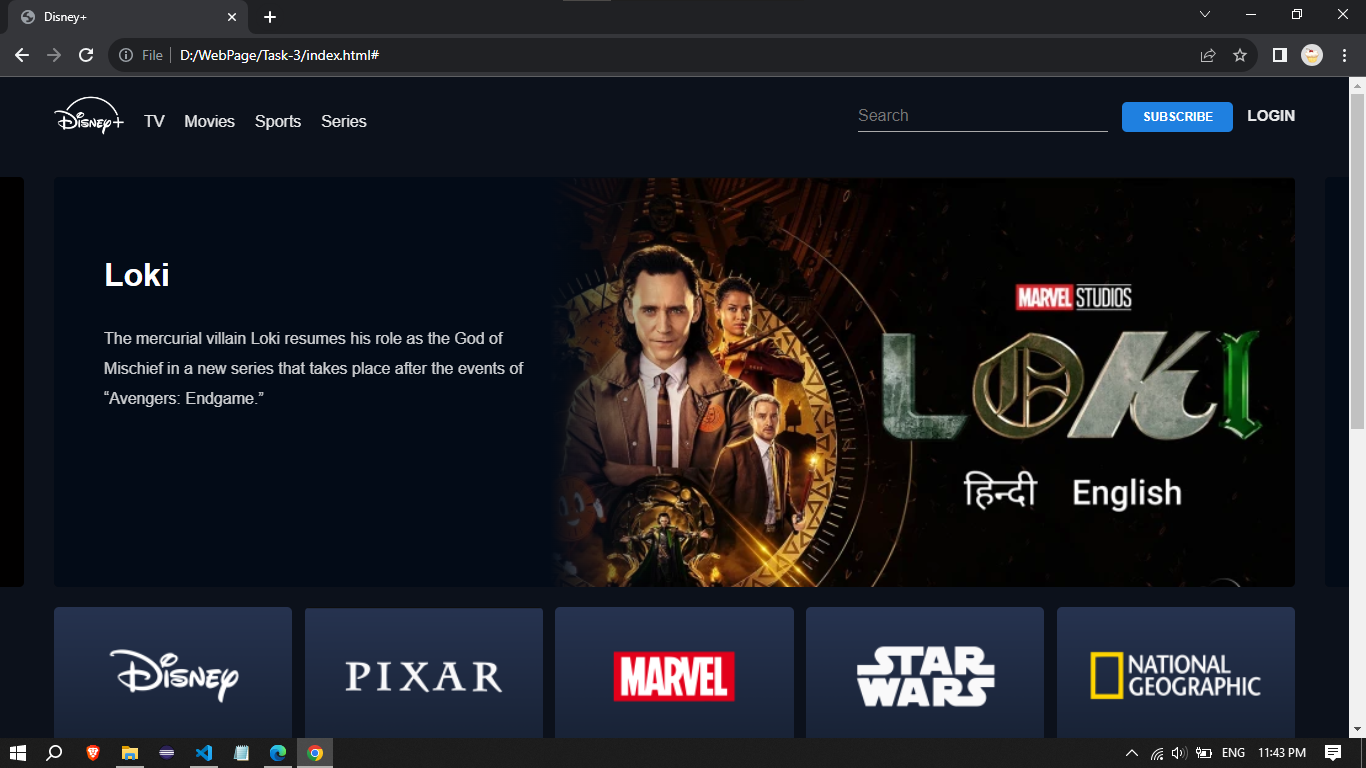 Disney+
File
D:/WebPage/Task-3/index.html#
Disney+ TV Movies Sports Series
Search
SUBSCRIBE
LOGIN
Loki
The mercurial villain Loki resumes his role as the God of
Mischief in a new series that takes place after the events of
“Avengers: Endgame.”
MARVEL STUDIOS
LOKI
हिन्दी English
Disney
PIXAR
MARVEL
STAR
WARS
NATIONAL
GEOGRAPHIC
ENG
11:43 PM